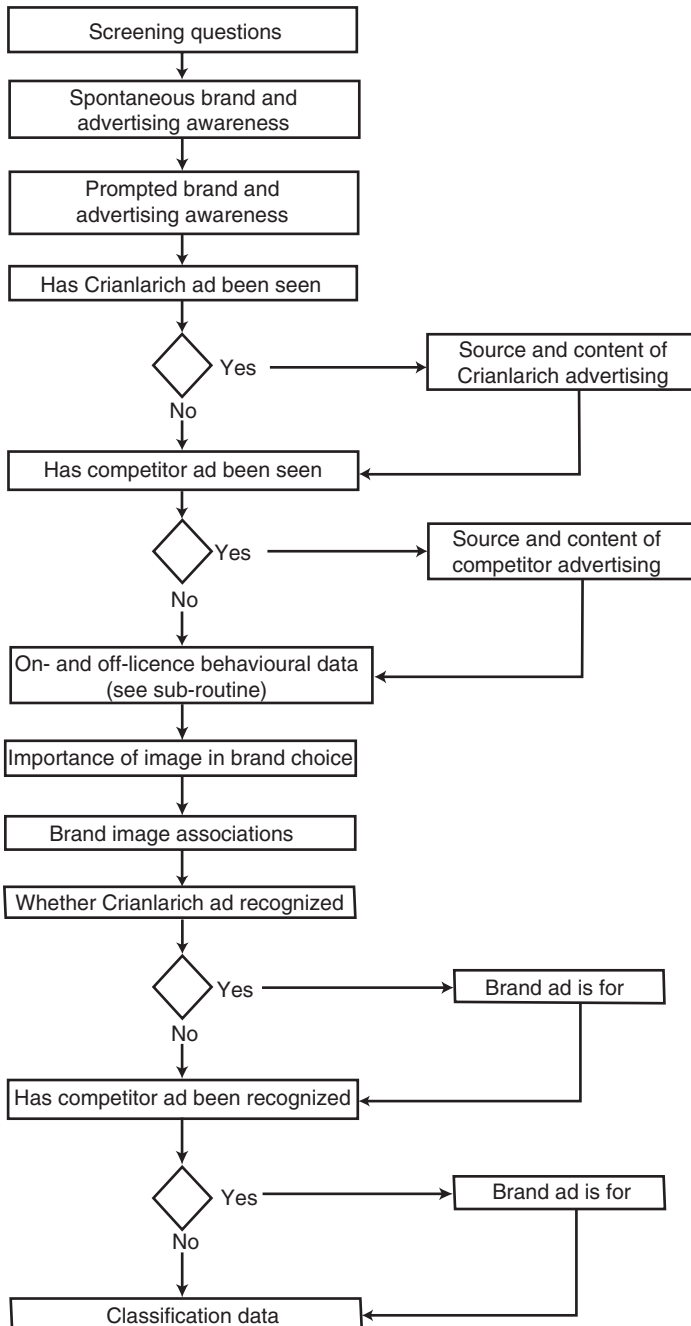 Screening questions
Spontaneous brand and
advertising awareness
Prompted brand and
advertising awareness
Has Crianlarich ad been seen
Yes
Source and content of
Crianlarich advertising
No
Has competitor ad been seen
Yes
Source and content of
competitor advertising
No
On- and off-licence behavioural data
(see sub-routine)
Importance of image in brand choice
Brand image associations
Whether Crianlarich ad recognized
Yes
Brand ad is for
No
Has competitor ad been recognized
Yes
Brand ad is for
No
Classification data